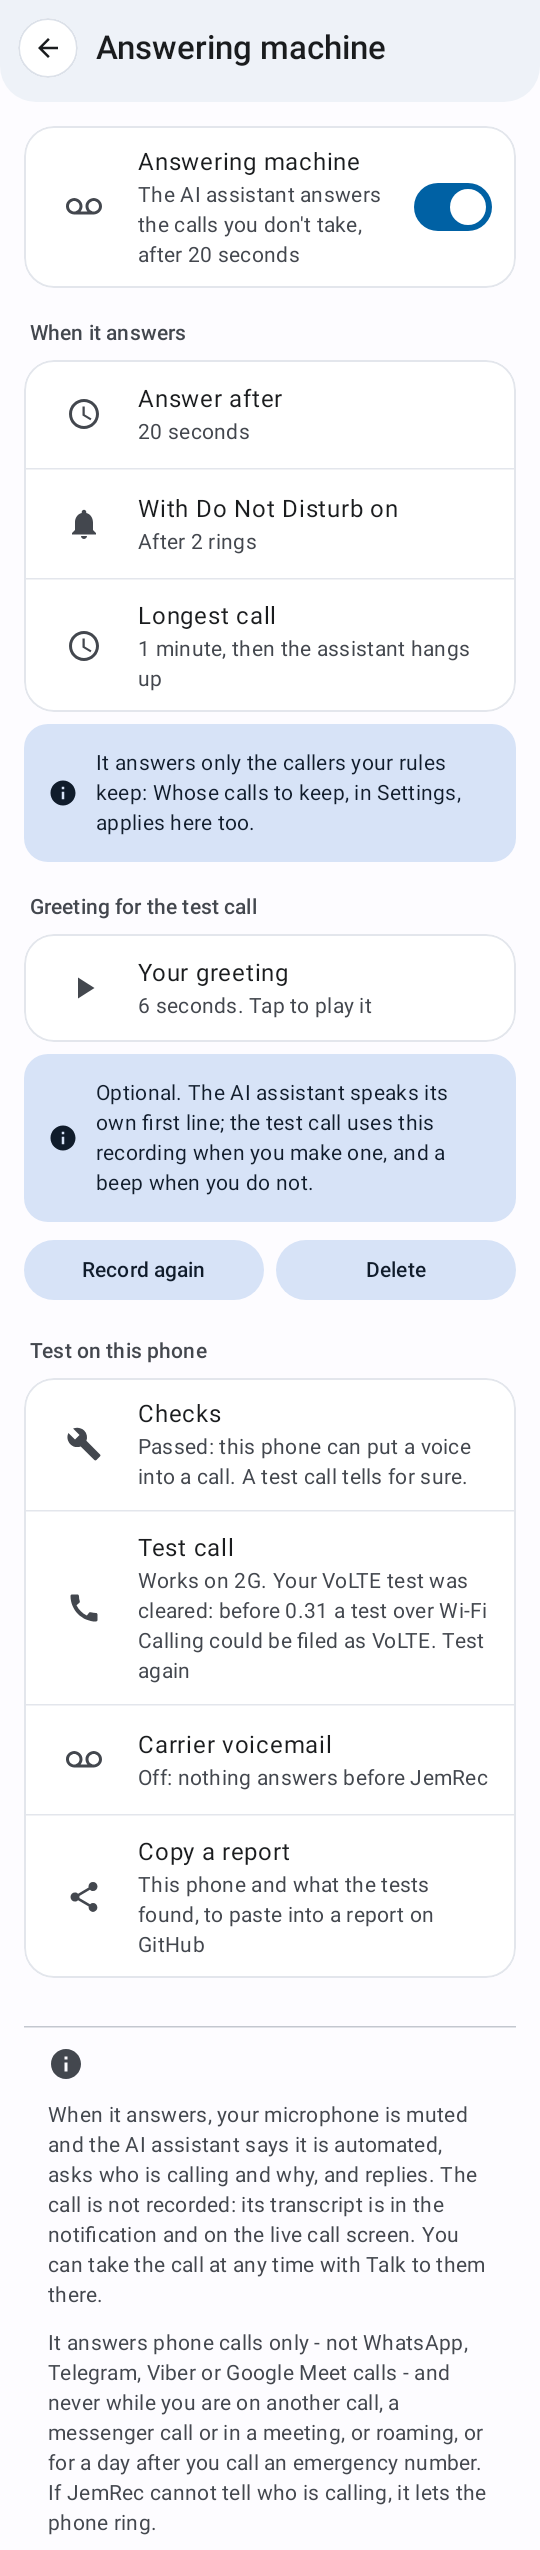 Answering machine
Answering machine
The AI assistant answers
the calls you don't take,
after 20 seconds
When it answers
Answer after
20 seconds
With Do Not Disturb on
After 2 rings
Longest call
1 minute, then the assistant hangs
up
It answers only the callers your rules
keep: Whose calls to keep, in Settings,
applies here too.
Greeting for the test call
Your greeting
6 seconds. Tap to play it
Optional. The AI assistant speaks its
own first line; the test call uses this
recording when you make one, and a
beep when you do not.
Record again
Delete
Test on this phone
Checks
Passed: this phone can put a voice
into a call. A test call tells for sure.
Test call
Works on 2G. Your VoLTE test was
cleared: before 0.31 a test over Wi-Fi
Calling could be filed as VoLTE. Test
again
Carrier voicemail
Off: nothing answers before JemRec
Copy a report
This phone and what the tests
found, to paste into a report on
GitHub
When it answers, your microphone is muted
and the AI assistant says it is automated,
asks who is calling and why, and replies. The
call is not recorded: its transcript is in the
notification and on the live call screen. You
can take the call at any time with Talk to them
there.
It answers phone calls only - not WhatsApp,
Telegram, Viber or Google Meet calls - and
never while you are on another call, a
messenger call or in a meeting, or roaming, or
for a day after you call an emergency number.
If JemRec cannot tell who is calling, it lets the
phone ring.